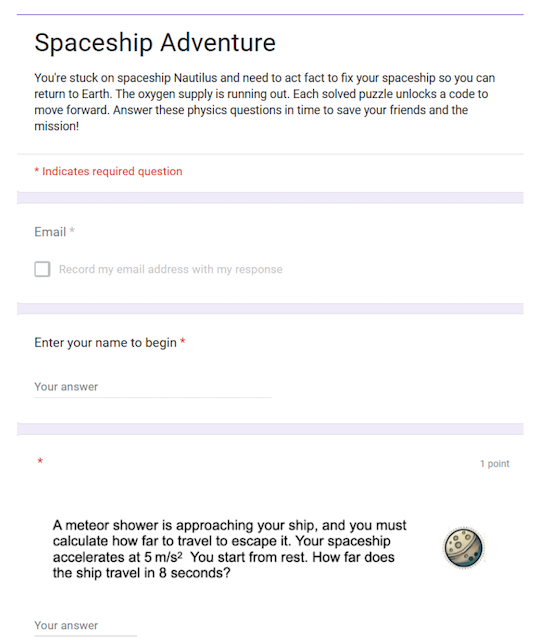 Spaceship Adventure
You're stuck on spaceship Nautilus and need to act fact to fix your spaceship so you can
return to Earth. The oxygen supply is running out. Each solved puzzle unlocks a code to
move forward. Answer these physics questions in time to save your friends and the
mission!
* Indicates required question
Email *
Record my email address with my response
Enter your name to begin *
Your answer
*
1 point
A meteor shower is approaching your ship, and you must
calculate how far to travel to escape it. Your spaceship
accelerates at 5 m/s² You start from rest. How far does
the ship travel in 8 seconds?
Your answer